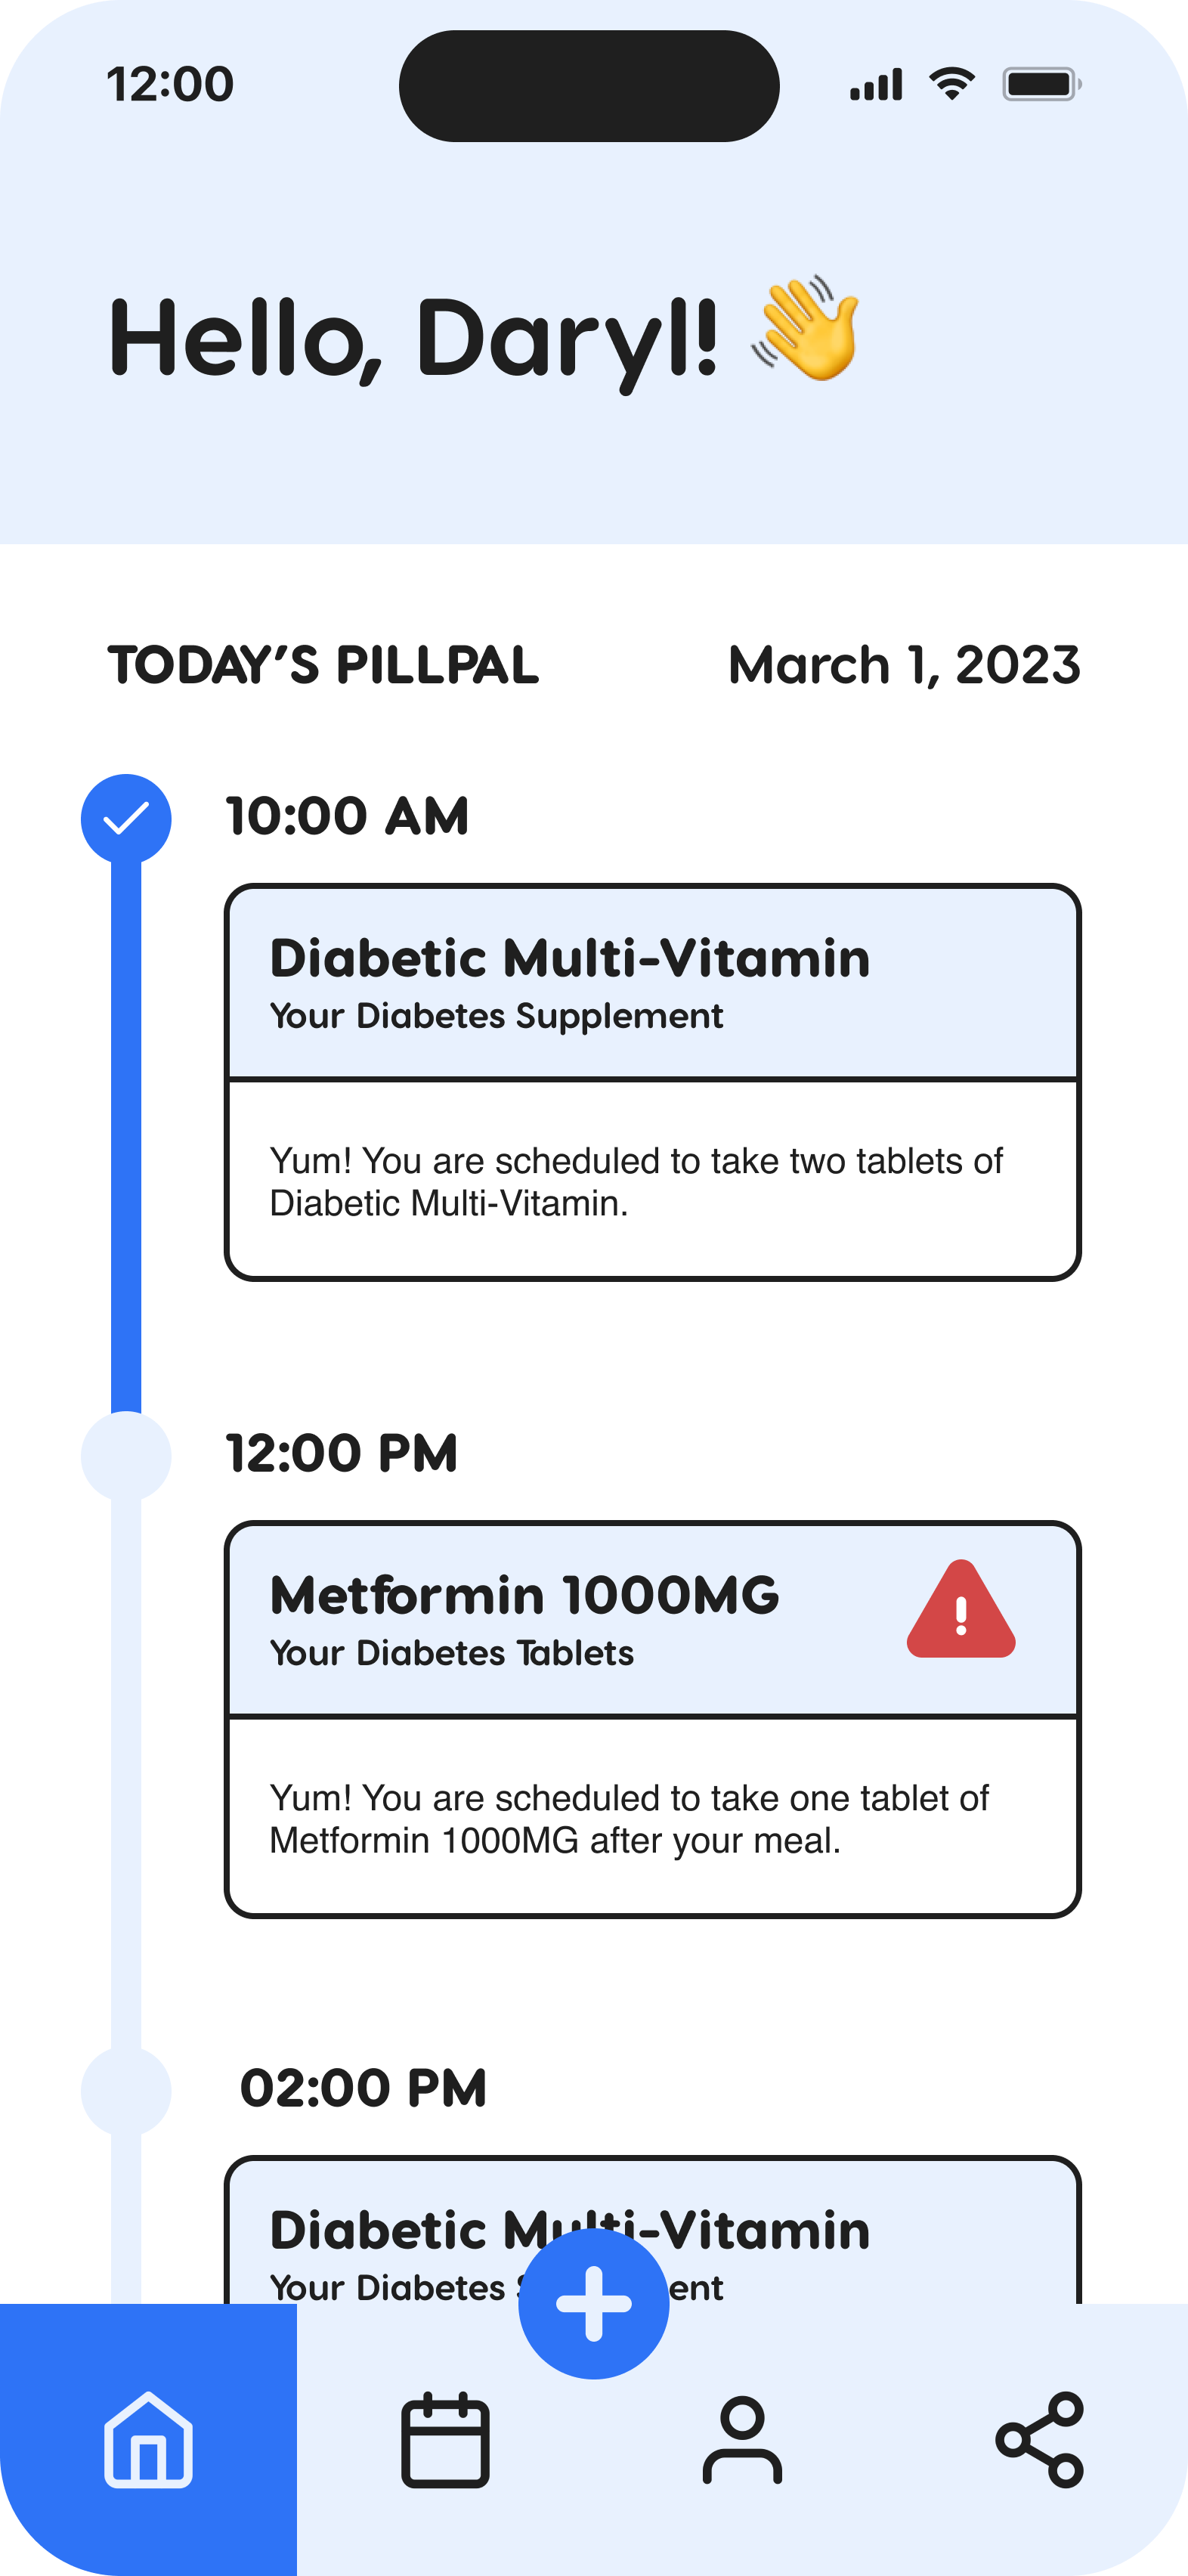 12:00
Hello, Daryl! 👋
TODAY’S PILLPAL
March 1, 2023
10:00 AM
Diabetic Multi-Vitamin
Your Diabetes Supplement
Yum! You are scheduled to take two tablets of
Diabetic Multi-Vitamin.
12:00 PM
Metformin 1000MG
Your Diabetes Tablets
Yum! You are scheduled to take one tablet of
Metformin 1000MG after your meal.
02:00 PM
Diabetic Multi-Vitamin
Your Diabetes